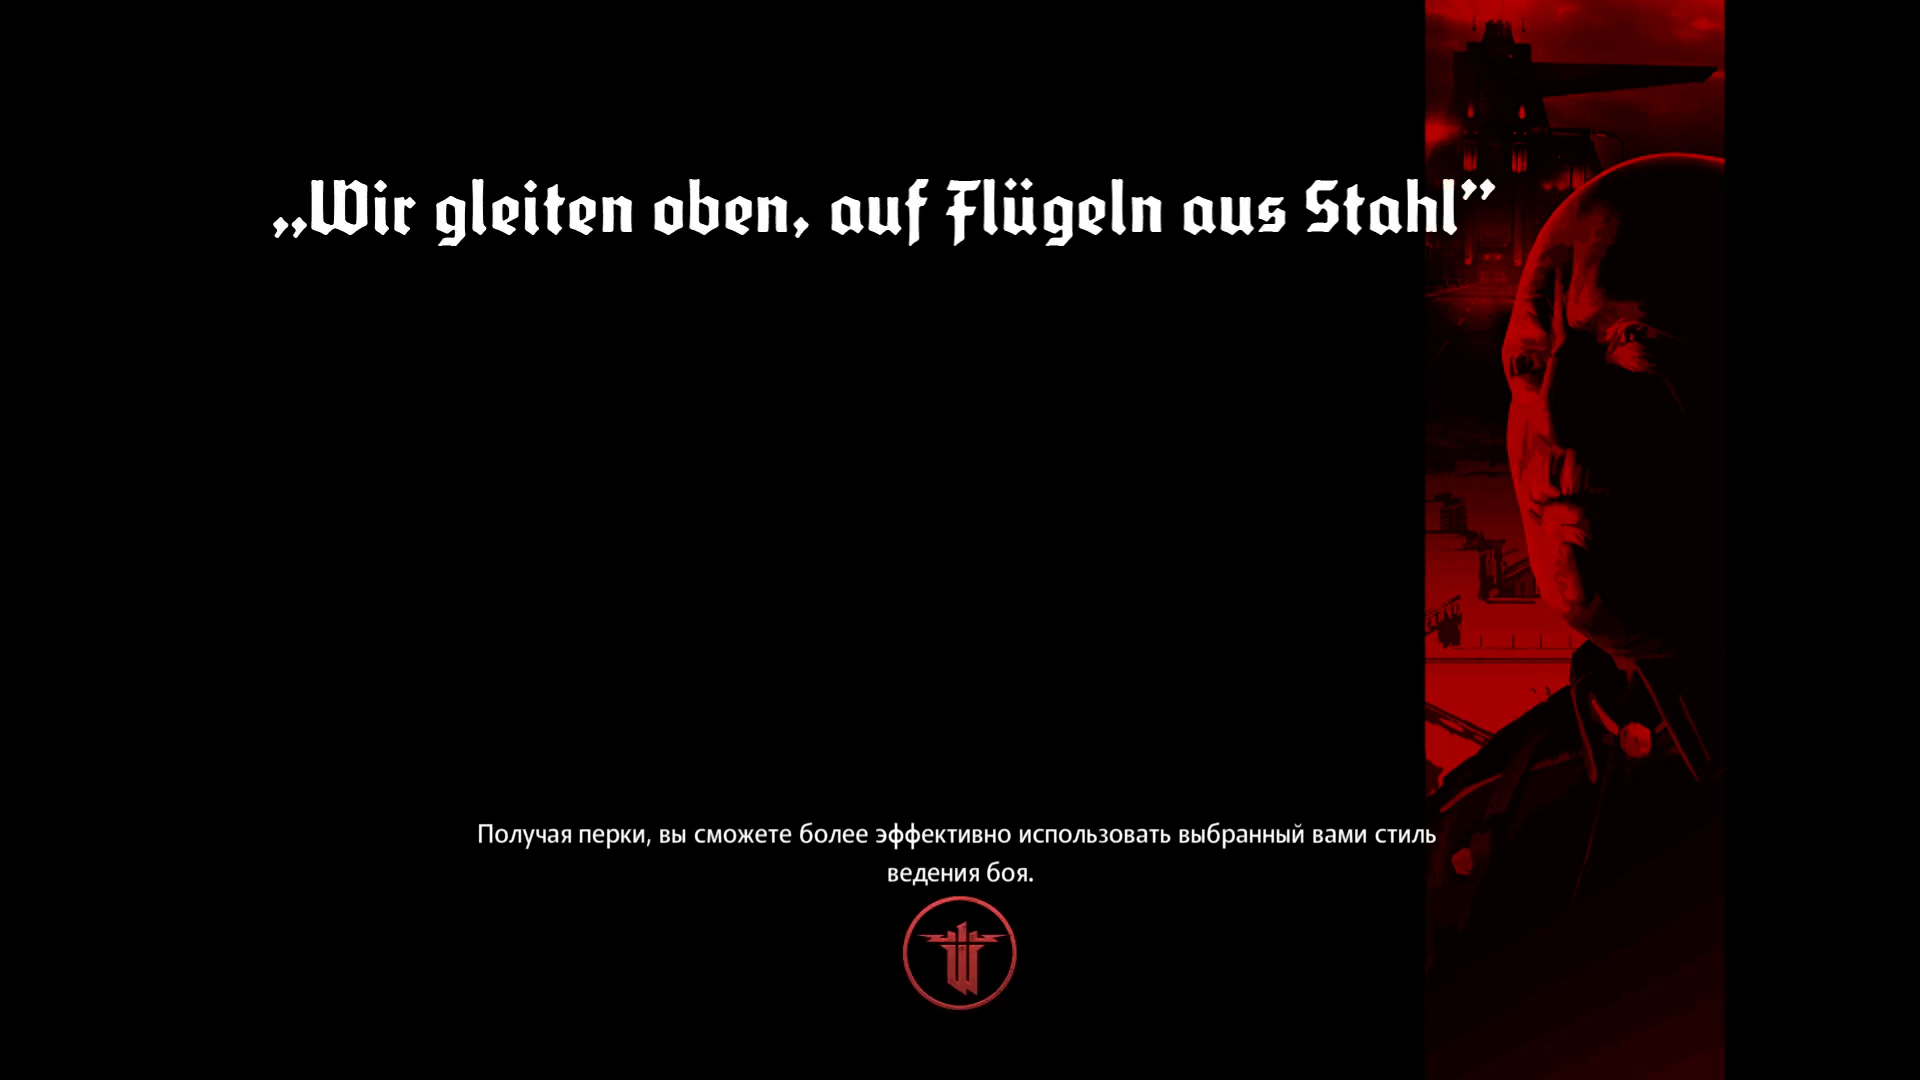 „Wir gleiten oben, auf Flügeln aus Stahl”
Получая перки, вы сможете более эффективно использовать выбранный вами стиль
ведения боя.